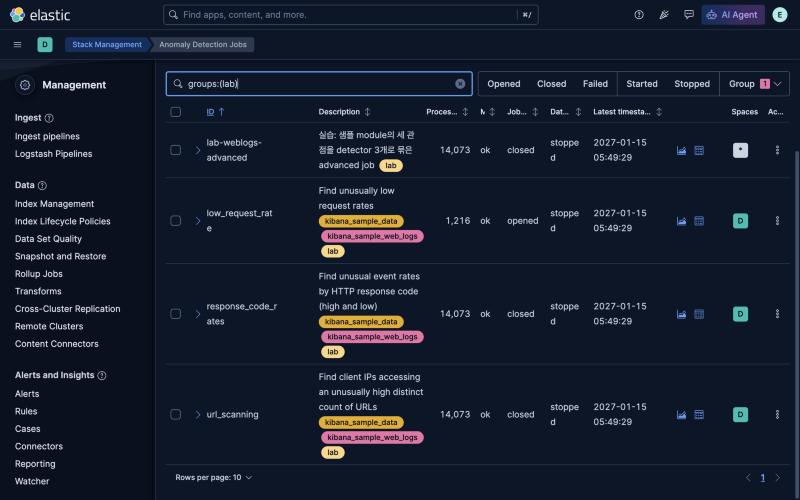 elastic
Find apps, content, and more.
⌘/
AI Agent
E
D
Stack Management
Anomaly Detection Jobs
Management
Ingest
Ingest pipelines
Logstash Pipelines
Data
Index Management
Index Lifecycle Policies
Data Set Quality
Snapshot and Restore
Rollup Jobs
Transforms
Cross-Cluster Replication
Remote Clusters
Content Connectors
Alerts and Insights
Alerts
Rules
Cases
Connectors
Reporting
Watcher
groups:(lab)
Opened
Closed
Failed
Started
Stopped
Group 1
ID
Description
Proces...
M
Job...
Dat...
Latest timesta...
Spaces
Ac...
lab-weblogs-
advanced
실습: 샘플 module의 세 관
점을 detector 3개로 묶은
advanced job lab
14,073
ok
closed
stoppe
d
2027-01-15
05:49:29
*
low_request_rat
e
Find unusually low
request rates
kibana_sample_data
kibana_sample_web_logs
lab
1,216
ok
opened
stoppe
d
2027-01-15
05:49:29
D
response_code_r
ates
Find unusual event rates
by HTTP response code
(high and low)
kibana_sample_data
kibana_sample_web_logs
lab
14,073
ok
closed
stoppe
d
2027-01-15
05:49:29
D
url_scanning
Find client IPs accessing
an unusually high distinct
count of URLs
kibana_sample_data
kibana_sample_web_logs
lab
14,073
ok
closed
stoppe
d
2027-01-15
05:49:29
D
Rows per page: 10
1